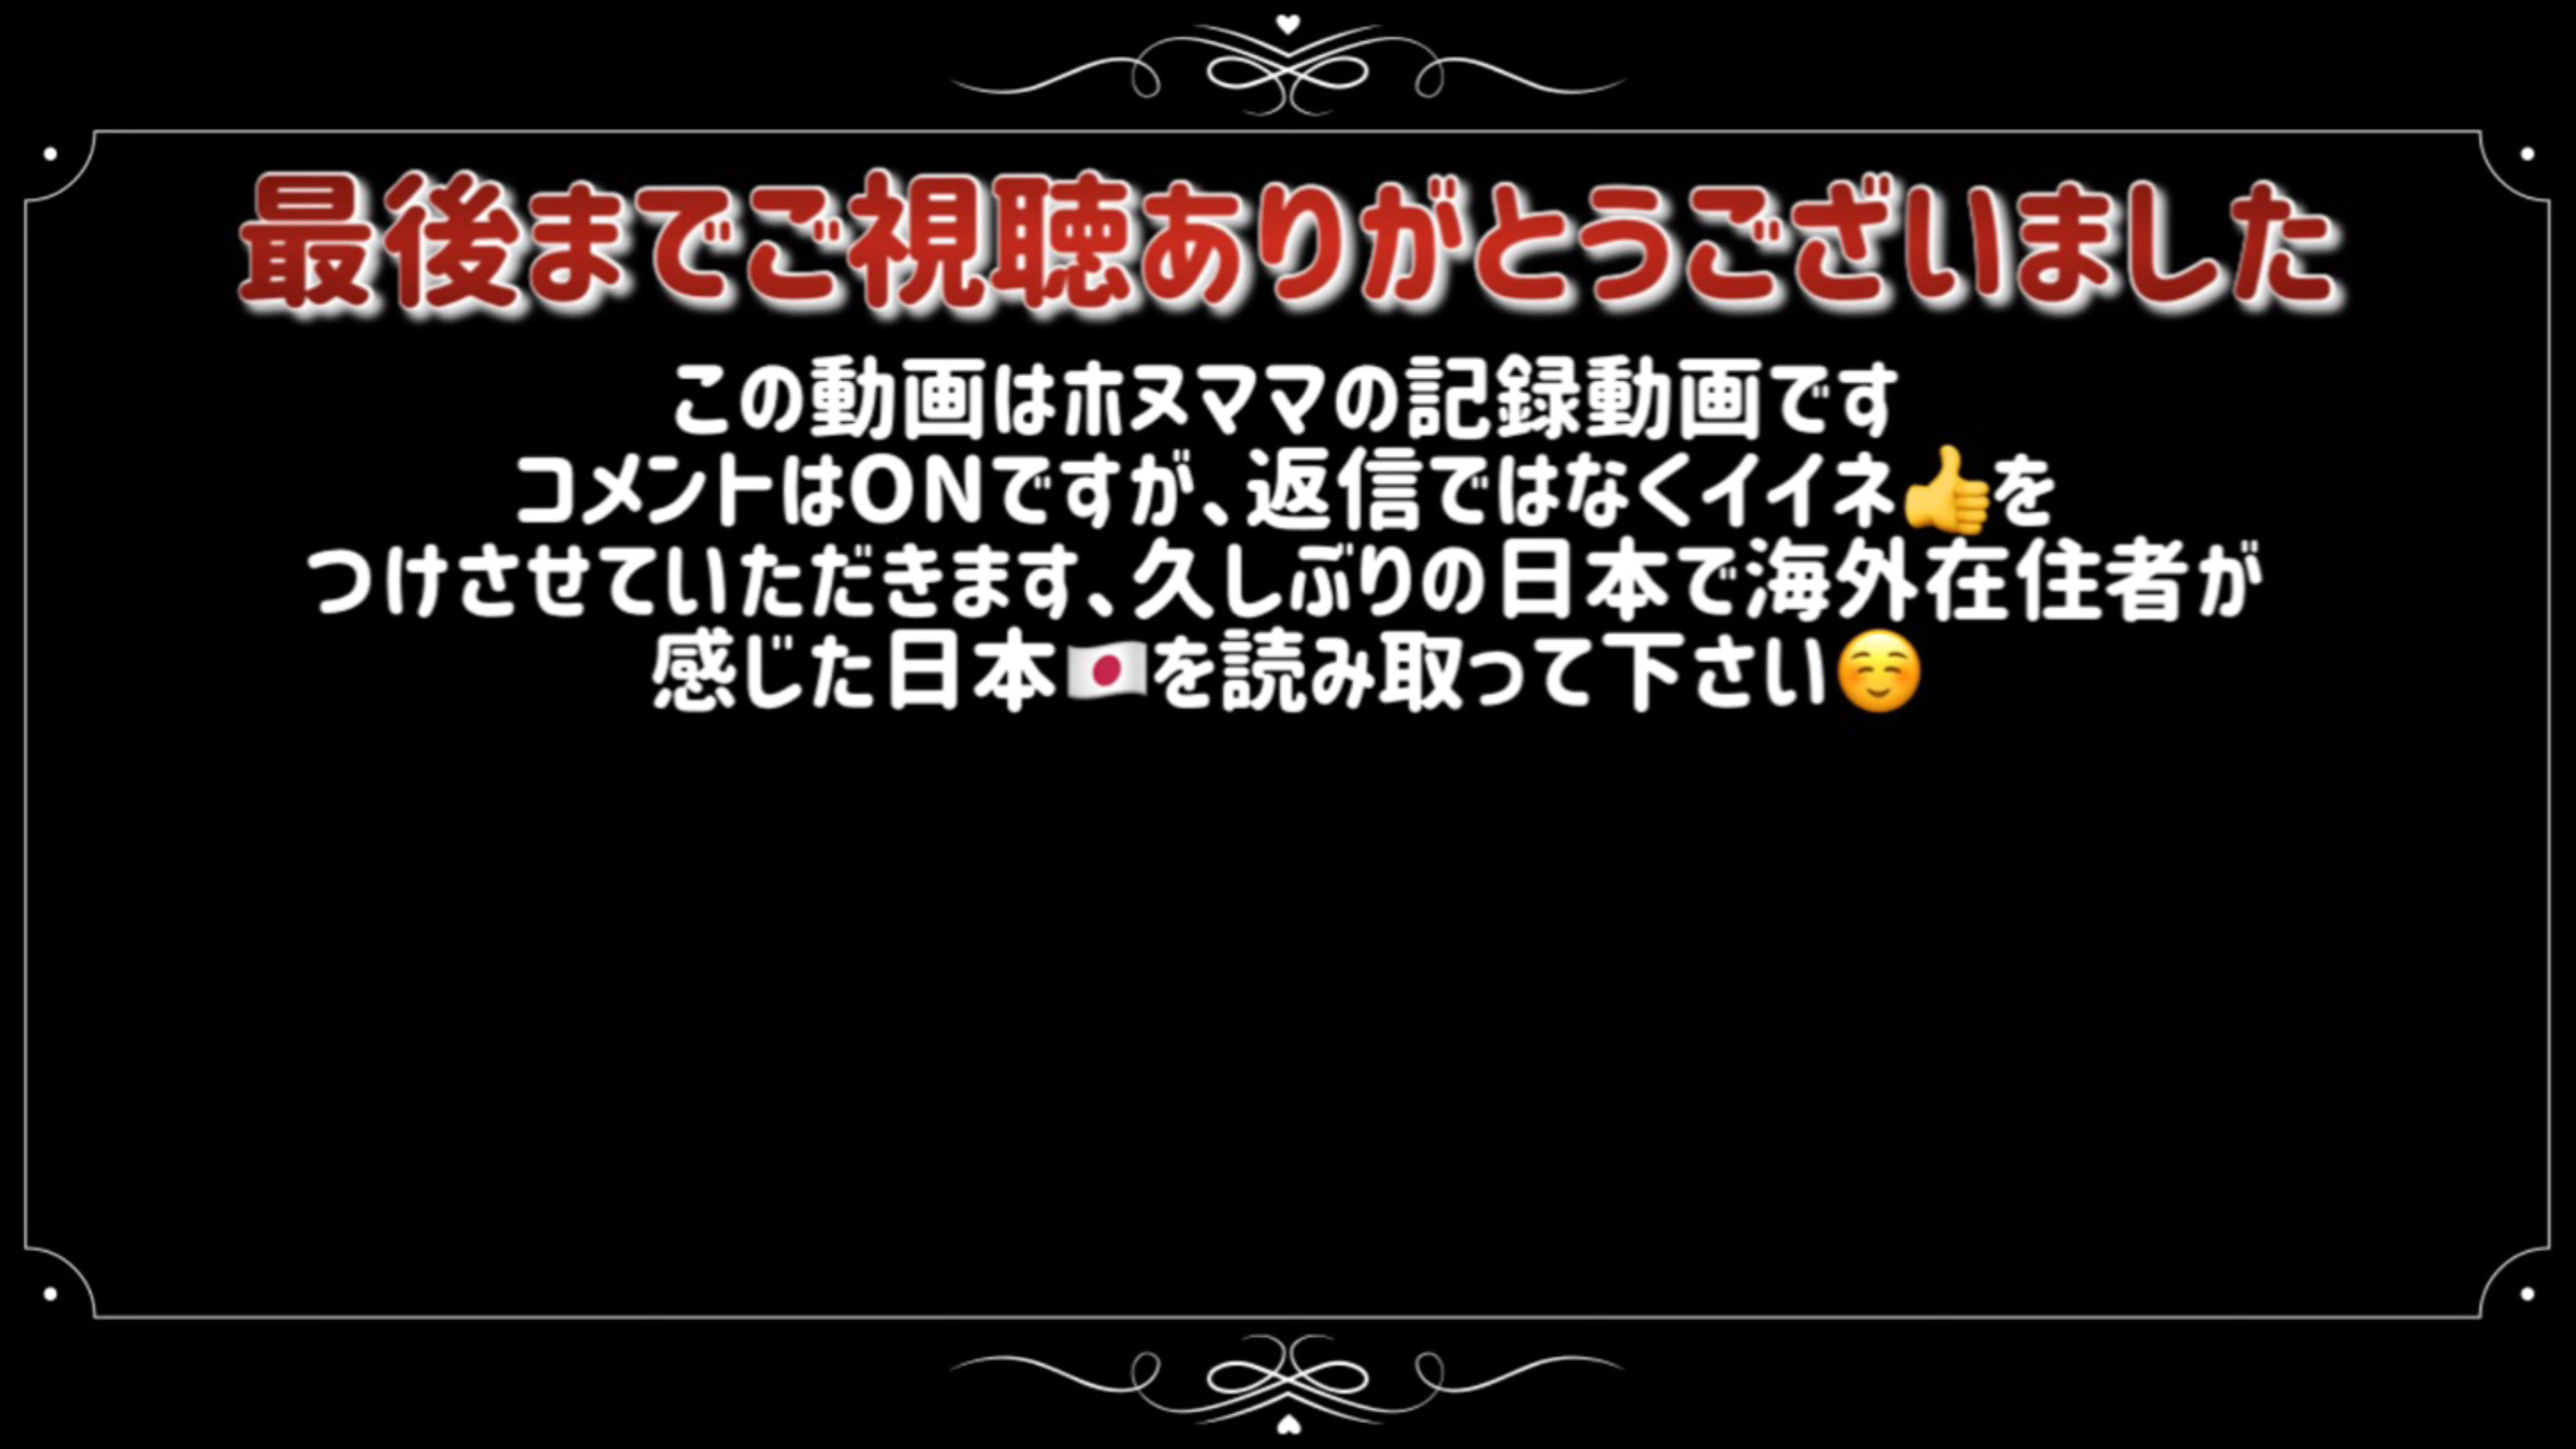 最後までご視聴ありがとうございました
この動画はホヌママの記録動画です
コメントはONですが、返信ではなくイイネ👍を
つけさせていただきます、久しぶりの日本で海外在住者が
感じた日本🇯🇵を読み取って下さい☺️